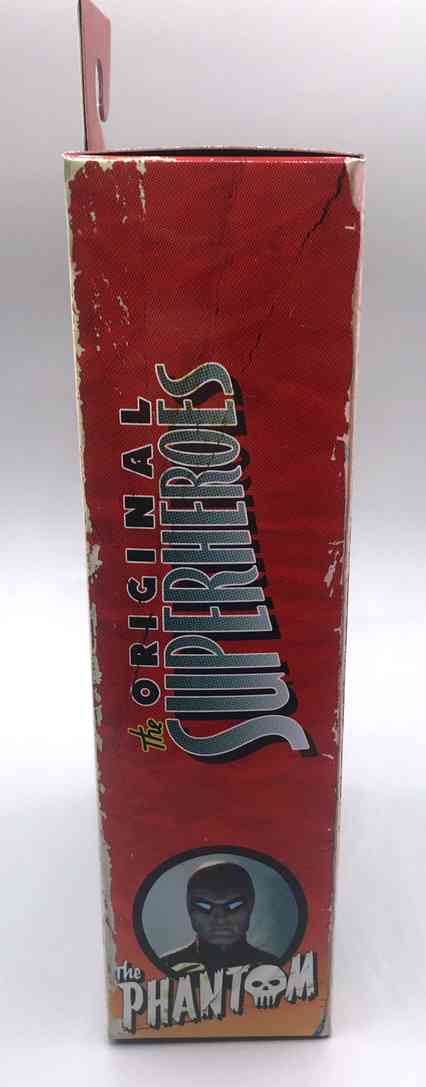 The ORIGINAL
SUPERHEROES
The
PHANTOM